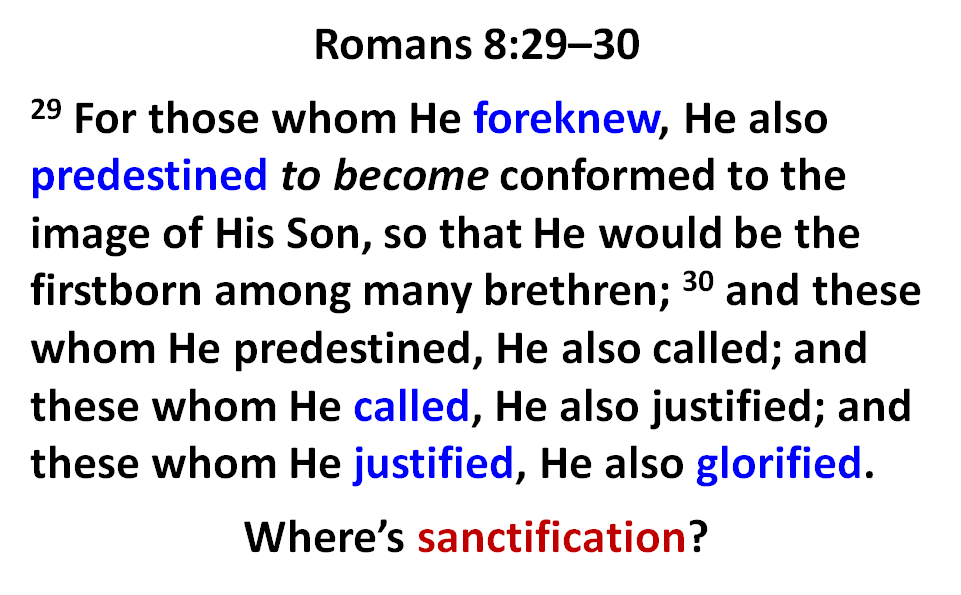 Romans 8:29–30
²⁹ For those whom He foreknew, He also
predestined to become conformed to the
image of His Son, so that He would be the
firstborn among many brethren; ³⁰ and these
whom He predestined, He also called; and
these whom He called, He also justified; and
these whom He justified, He also glorified.
Where’s sanctification?